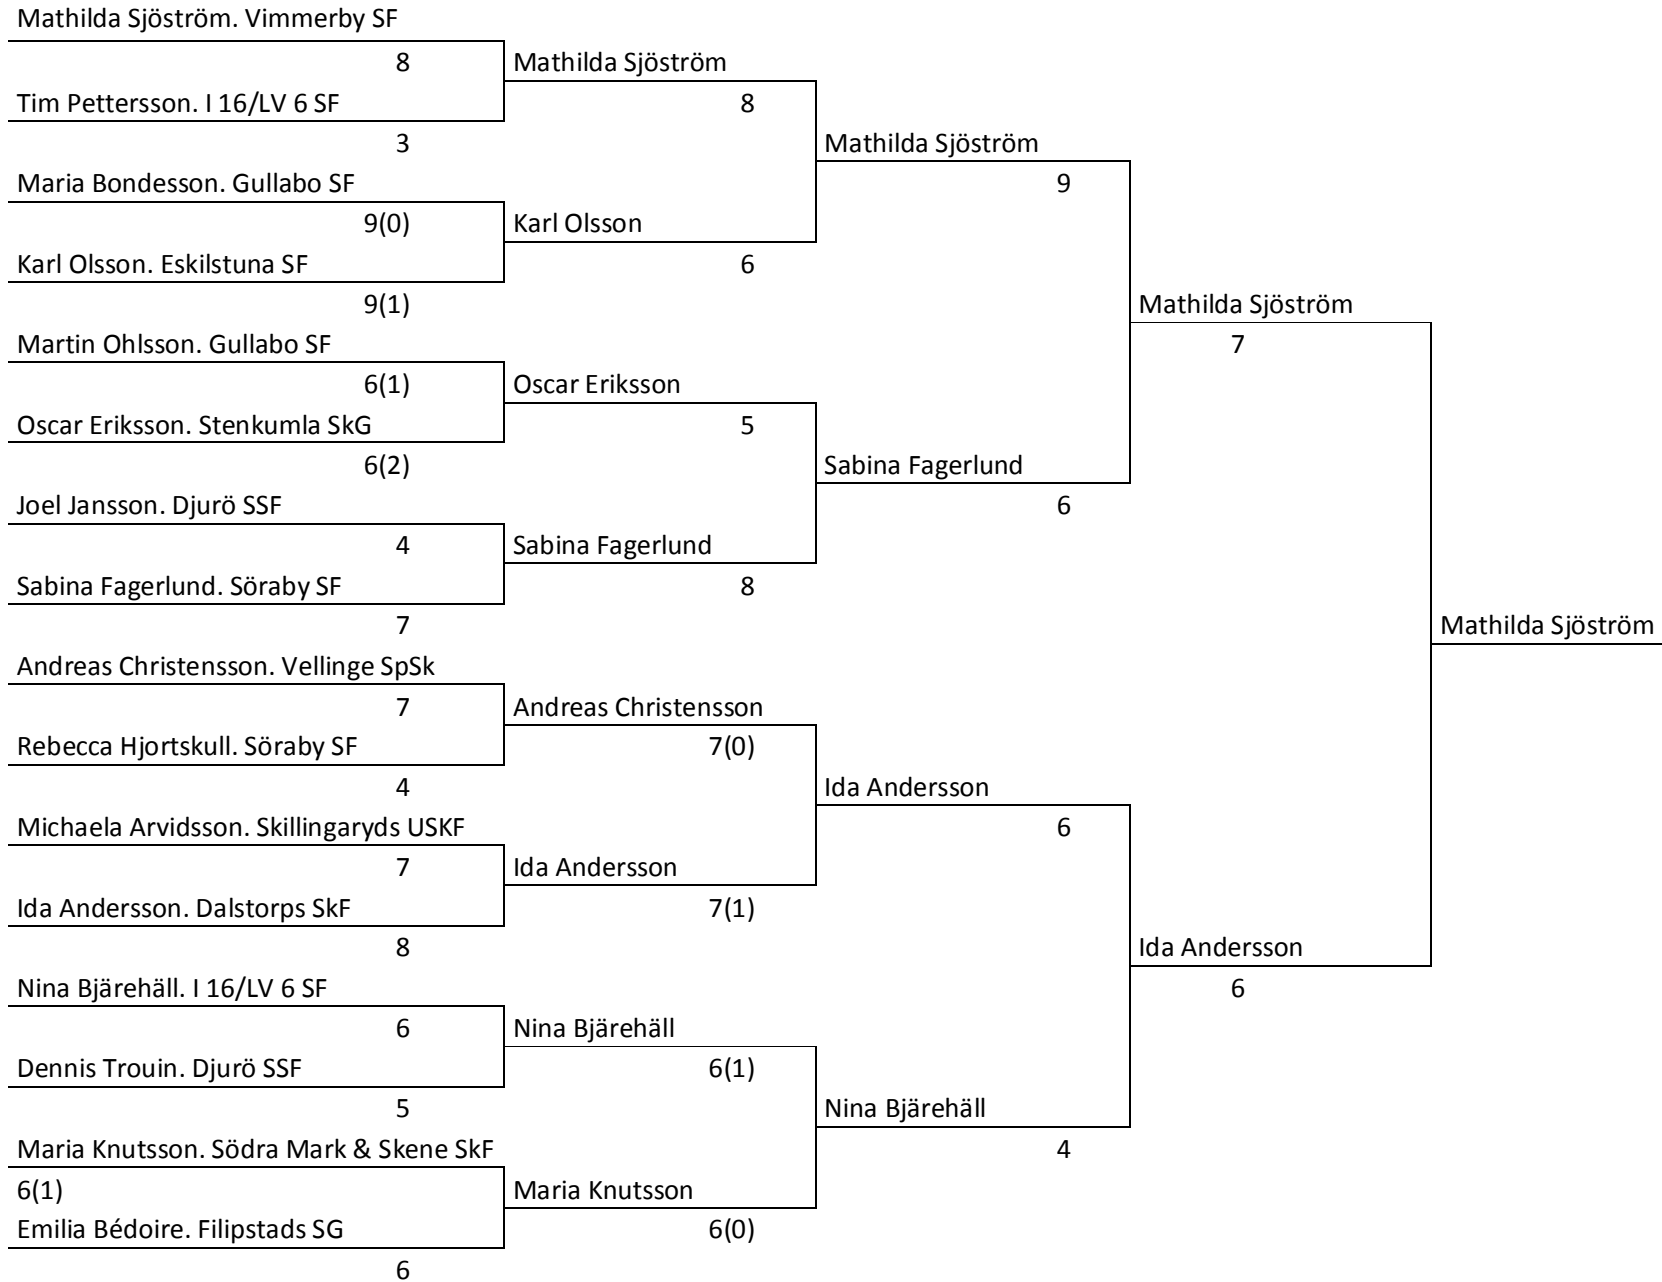 Mathilda Sjöström. Vimmerby SF
8
Mathilda Sjöström
Tim Pettersson. I 16/LV 6 SF
8
3
Mathilda Sjöström
Maria Bondesson. Gullabo SF
9
9(0)
Karl Olsson
Karl Olsson. Eskilstuna SF
6
9(1)
Mathilda Sjöström
Martin Ohlsson. Gullabo SF
7
6(1)
Oscar Eriksson
Oscar Eriksson. Stenkumla SkG
5
6(2)
Sabina Fagerlund
Joel Jansson. Djurö SSF
6
4
Sabina Fagerlund
Sabina Fagerlund. Söraby SF
8
7
Mathilda Sjöström
Andreas Christensson. Vellinge SpSk
7
Andreas Christensson
Rebecca Hjortskull. Söraby SF
7(0)
4
Ida Andersson
Michaela Arvidsson. Skillingaryds USKF
6
7
Ida Andersson
Ida Andersson. Dalstorps SkF
7(1)
8
Ida Andersson
Nina Bjärehäll. I 16/LV 6 SF
6
6
Nina Bjärehäll
Dennis Trouin. Djurö SSF
6(1)
5
Nina Bjärehäll
Maria Knutsson. Södra Mark & Skene SkF
4
6(1)
Maria Knutsson
Emilia Bédoire. Filipstads SG
6(0)
6